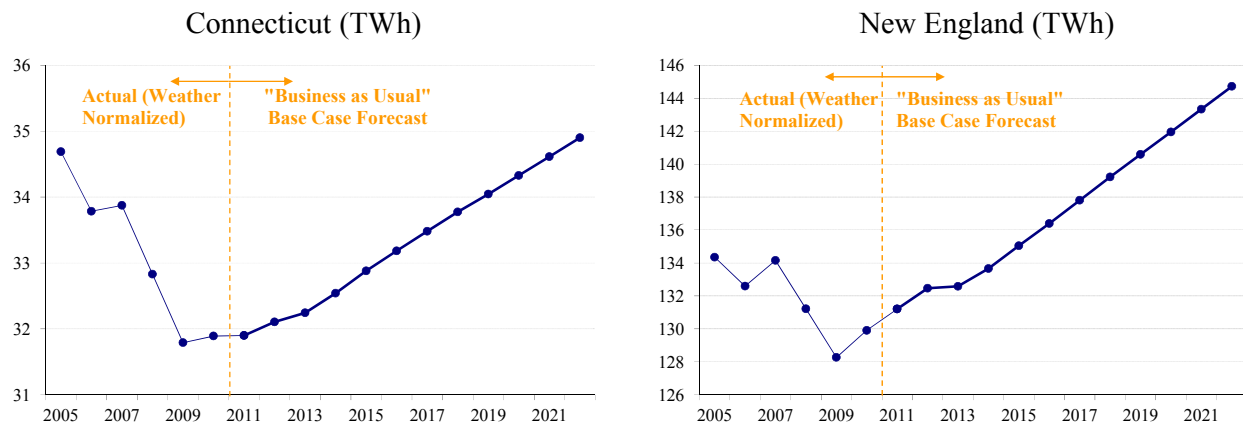 Connecticut (TWh)
36
35
34
33
32
31
Actual (Weather
Normalized)
"Business as Usual"
Base Case Forecast
2005 2007 2009 2011 2013 2015 2017 2019 2021
New England (TWh)
146
144
142
140
138
136
134
132
130
128
126
Actual (Weather
Normalized)
"Business as Usual"
Base Case Forecast
2005 2007 2009 2011 2013 2015 2017 2019 2021